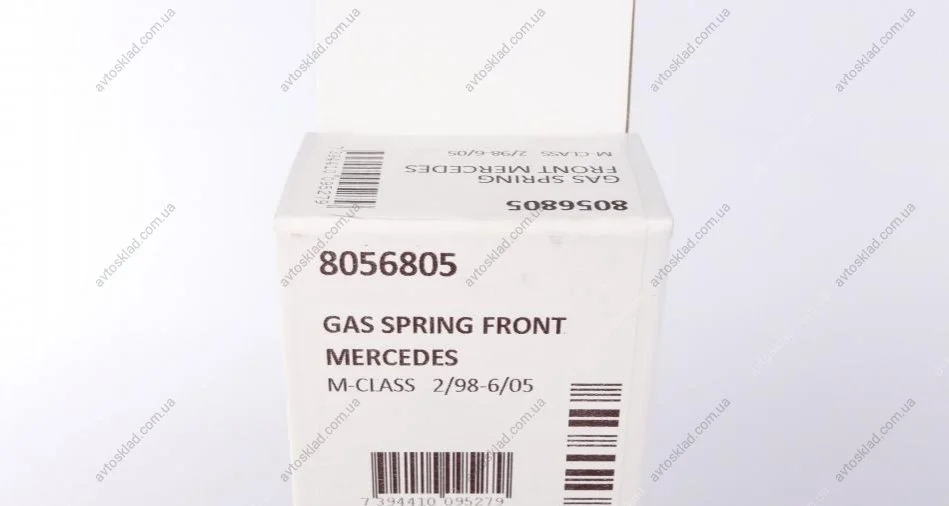 M-CLASS 2/98-6/05
FRONT MERCEDES
GAS SPRING
8056805
7394410095279
8056805
GAS SPRING FRONT
MERCEDES
M-CLASS 2/98-6/05
7 394410 095279
avtosklad.com.ua